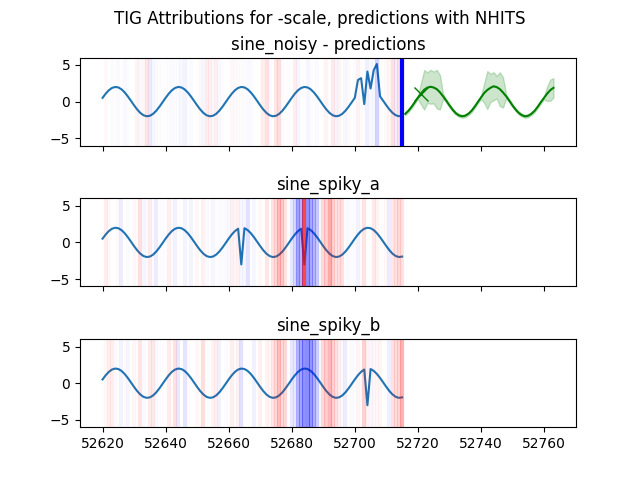 TIG Attributions for -scale, predictions with NHITS
sine_noisy - predictions
5
0
−5
sine_spiky_a
5
0
−5
sine_spiky_b
5
0
−5
52620 52640 52660 52680 52700 52720 52740 52760